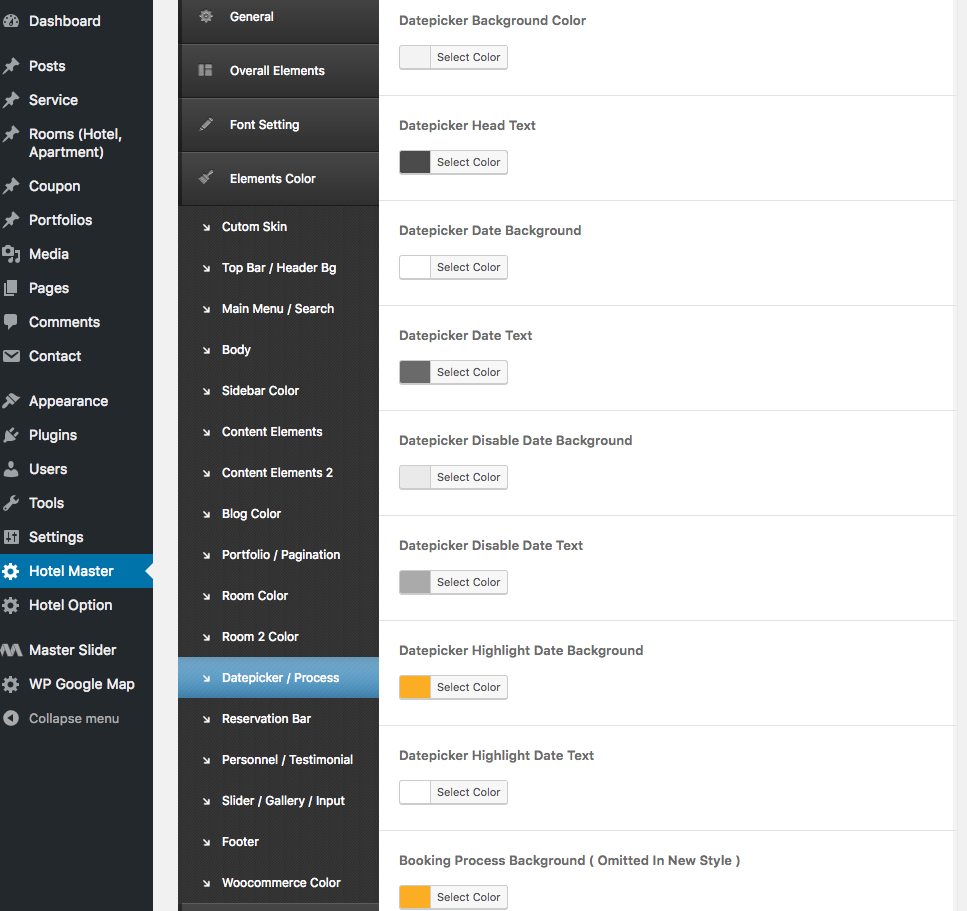 Dashboard
Posts
Service
Rooms (Hotel,
Apartment)
Coupon
Portfolios
Media
Pages
Comments
Contact
Appearance
Plugins
Users
Tools
Settings
Hotel Master
Hotel Option
Master Slider
WP Google Map
Collapse menu
General
Overall Elements
Font Setting
Elements Color
Cutom Skin
Top Bar / Header Bg
Main Menu / Search
Body
Sidebar Color
Content Elements
Content Elements 2
Blog Color
Portfolio / Pagination
Room Color
Room 2 Color
Datepicker / Process
Reservation Bar
Personnel / Testimonial
Slider / Gallery / Input
Footer
Woocommerce Color
Datepicker Background Color
Select Color
Datepicker Head Text
Select Color
Datepicker Date Background
Select Color
Datepicker Date Text
Select Color
Datepicker Disable Date Background
Select Color
Datepicker Disable Date Text
Select Color
Datepicker Highlight Date Background
Select Color
Datepicker Highlight Date Text
Select Color
Booking Process Background ( Omitted In New Style )
Select Color